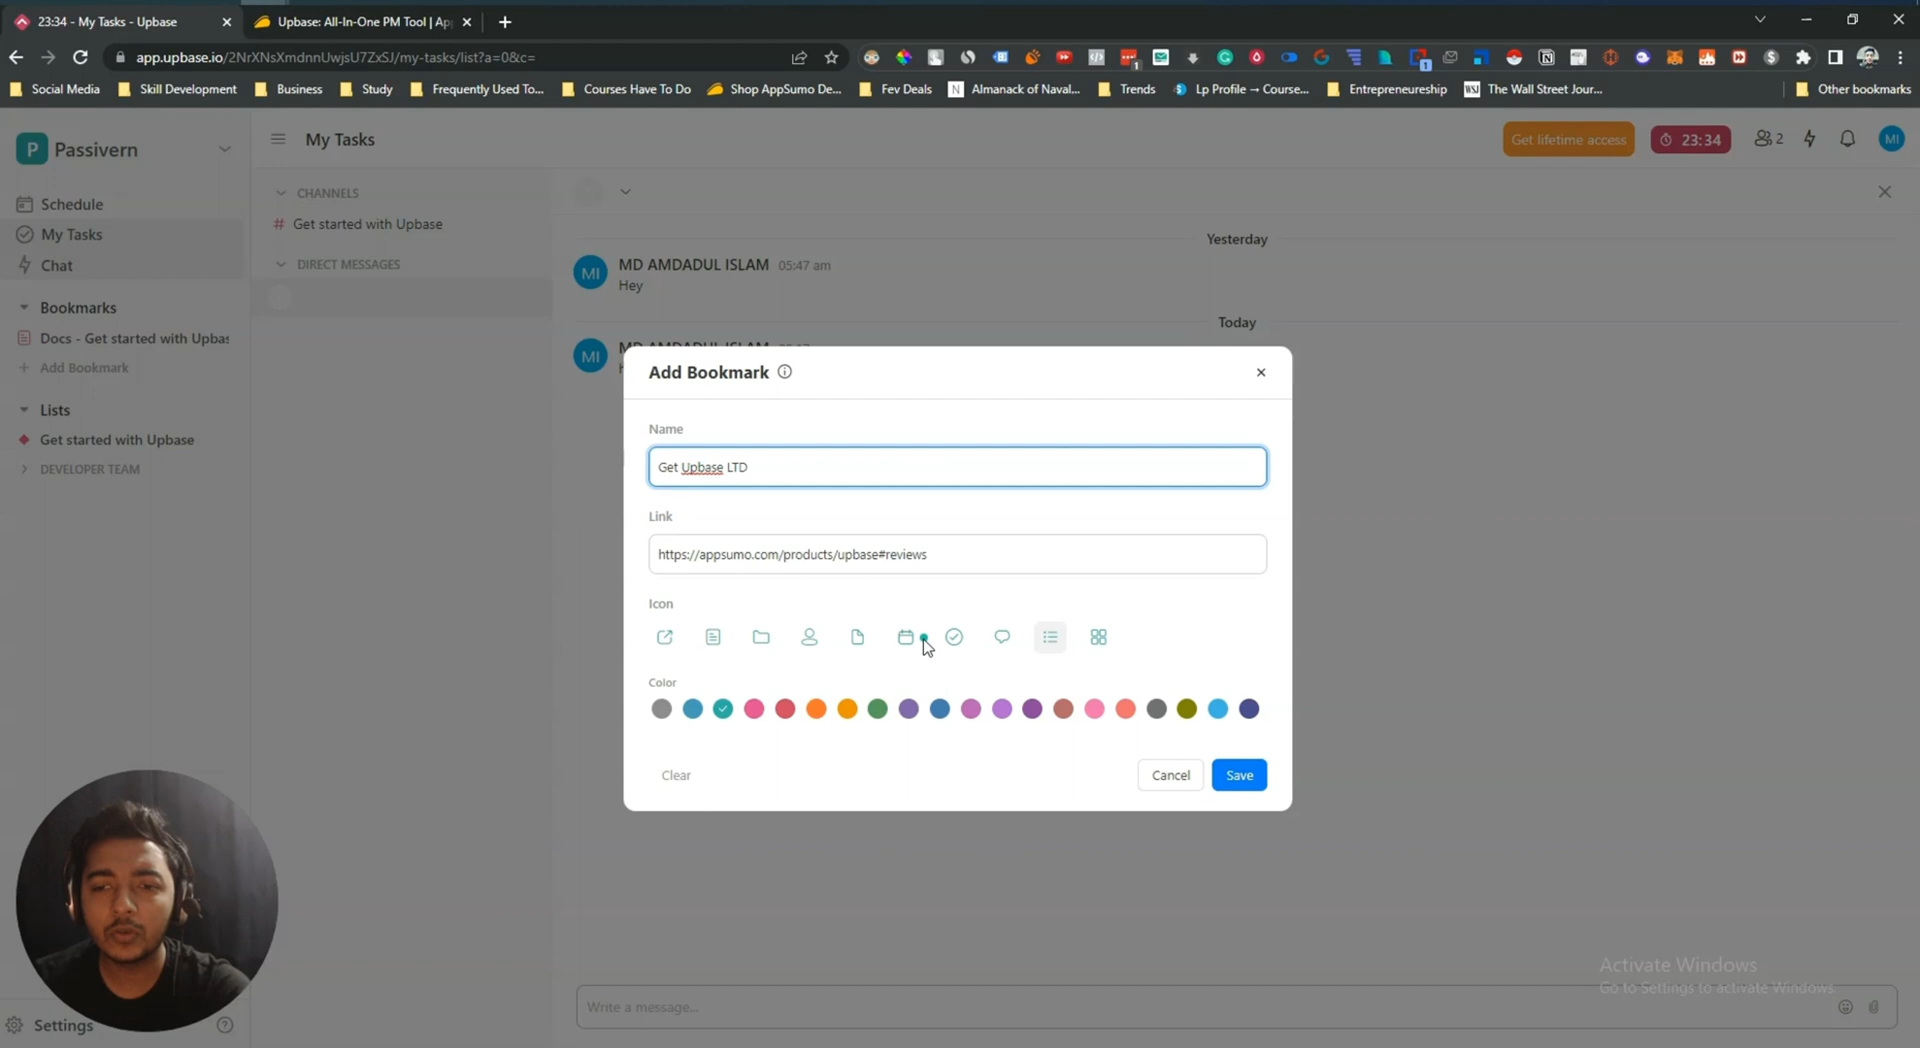 23:34 - My Tasks - Upbase
Upbase: All-In-One PM Tool | Ap
app.upbase.io/2NrXNsXmdnnUwjsU7ZxSJ/my-tasks/list?a=0&c=
Social Media
Skill Development
Business
Study
Frequently Used To...
Courses Have To Do
Shop AppSumo De...
Fev Deals
Almanack of Naval...
Trends
Lp Profile → Course...
Entrepreneurship
WSJ
The Wall Street Jour...
Other bookmarks
P
Passivern
My Tasks
Get lifetime access
23:34
2
MI
Schedule
My Tasks
Chat
Bookmarks
Docs - Get started with Upbas
+ Add Bookmark
Lists
Get started with Upbase
DEVELOPER TEAM
Settings
CHANNELS
# Get started with Upbase
DIRECT MESSAGES
Yesterday
MI
MD AMDADUL ISLAM 05:47 am
Hey
Today
MI
MD AMDADUL ISLAM
Add Bookmark
Name
Get Upbase LTD
Link
https://appsumo.com/products/upbase#reviews
Icon
Color
Clear
Cancel
Save
Write a message...
Activate Windows
Go to Settings to activate Windows.